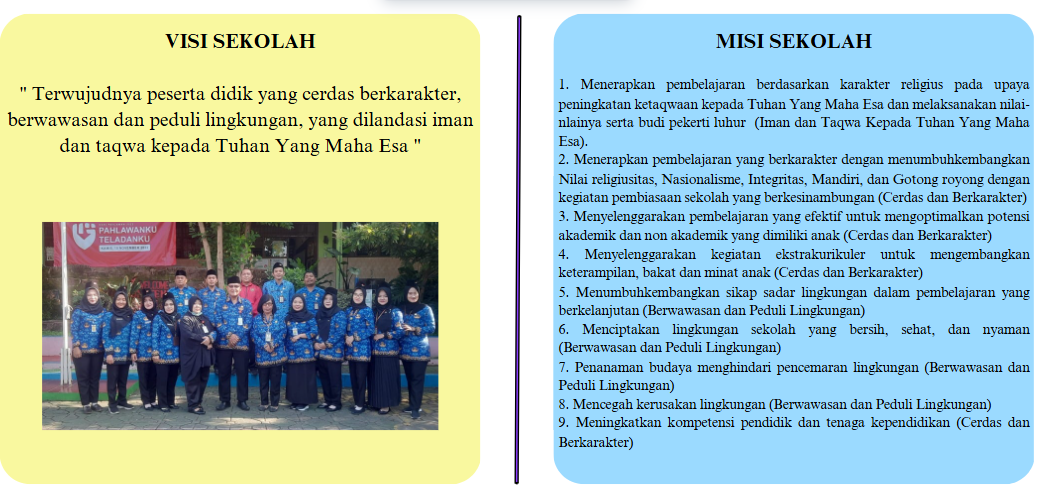 VISI SEKOLAH
" Terwujudnya peserta didik yang cerdas berkarakter,
berwawasan dan peduli lingkungan, yang dilandasi iman
dan taqwa kepada Tuhan Yang Maha Esa "
PAHLAWANKU
TELADANKU
MISI SEKOLAH
1. Menerapkan pembelajaran berdasarkan karakter religius pada upaya
peningkatan ketaqwaan kepada Tuhan Yang Maha Esa dan melaksanakan nilai-
nlainya serta budi pekerti luhur (Iman dan Taqwa Kepada Tuhan Yang Maha
Esa).
2. Menerapkan pembelajaran yang berkarakter dengan menumbuhkembangkan
Nilai religiusitas, Nasionalisme, Integritas, Mandiri, dan Gotong royong dengan
kegiatan pembiasaan sekolah yang berkesinambungan (Cerdas dan Berkarakter)
3. Menyelenggarakan pembelajaran yang efektif untuk mengoptimalkan potensi
akademik dan non akademik yang dimiliki anak (Cerdas dan Berkarakter)
4. Menyelenggarakan kegiatan ekstrakurikuler untuk mengembangkan
keterampilan, bakat dan minat anak (Cerdas dan Berkarakter)
5. Menumbuhkembangkan sikap sadar lingkungan dalam pembelajaran yang
berkelanjutan (Berwawasan dan Peduli Lingkungan)
6. Menciptakan lingkungan sekolah yang bersih, sehat, dan nyaman
(Berwawasan dan Peduli Lingkungan)
7. Penanaman budaya menghindari pencemaran lingkungan (Berwawasan dan
Peduli Lingkungan)
8. Mencegah kerusakan lingkungan (Berwawasan dan Peduli Lingkungan)
9. Meningkatkan kompetensi pendidik dan tenaga kependidikan (Cerdas dan
Berkarakter)